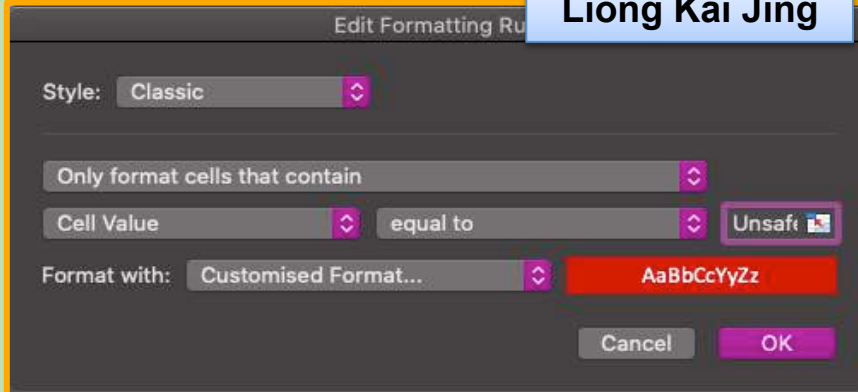 Liong Kai Jing
Edit Formatting Ru
Style: Classic
Only format cells that contain
Cell Value equal to Unsafe
Format with: Customised Format... AaBbCcYyZz
Cancel OK